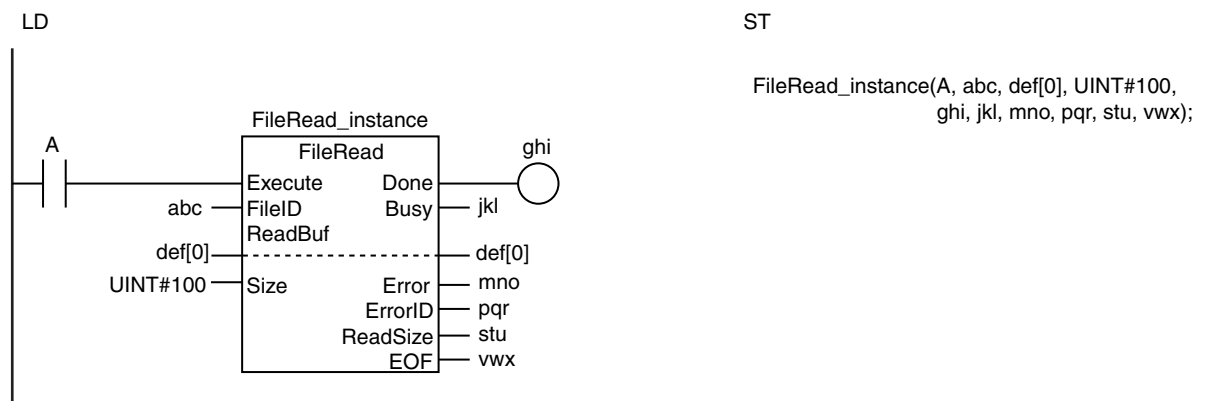 LD
ST
FileRead_instance(A, abc, def[0], UINT#100,
ghi, jkl, mno, pqr, stu, vwx);
FileRead_instance
A
FileRead
ghi
Execute Done
abc FileID Busy jkl
ReadBuf
def[0] def[0]
UINT#100 Size Error mno
ErrorID pqr
ReadSize stu
EOF vwx